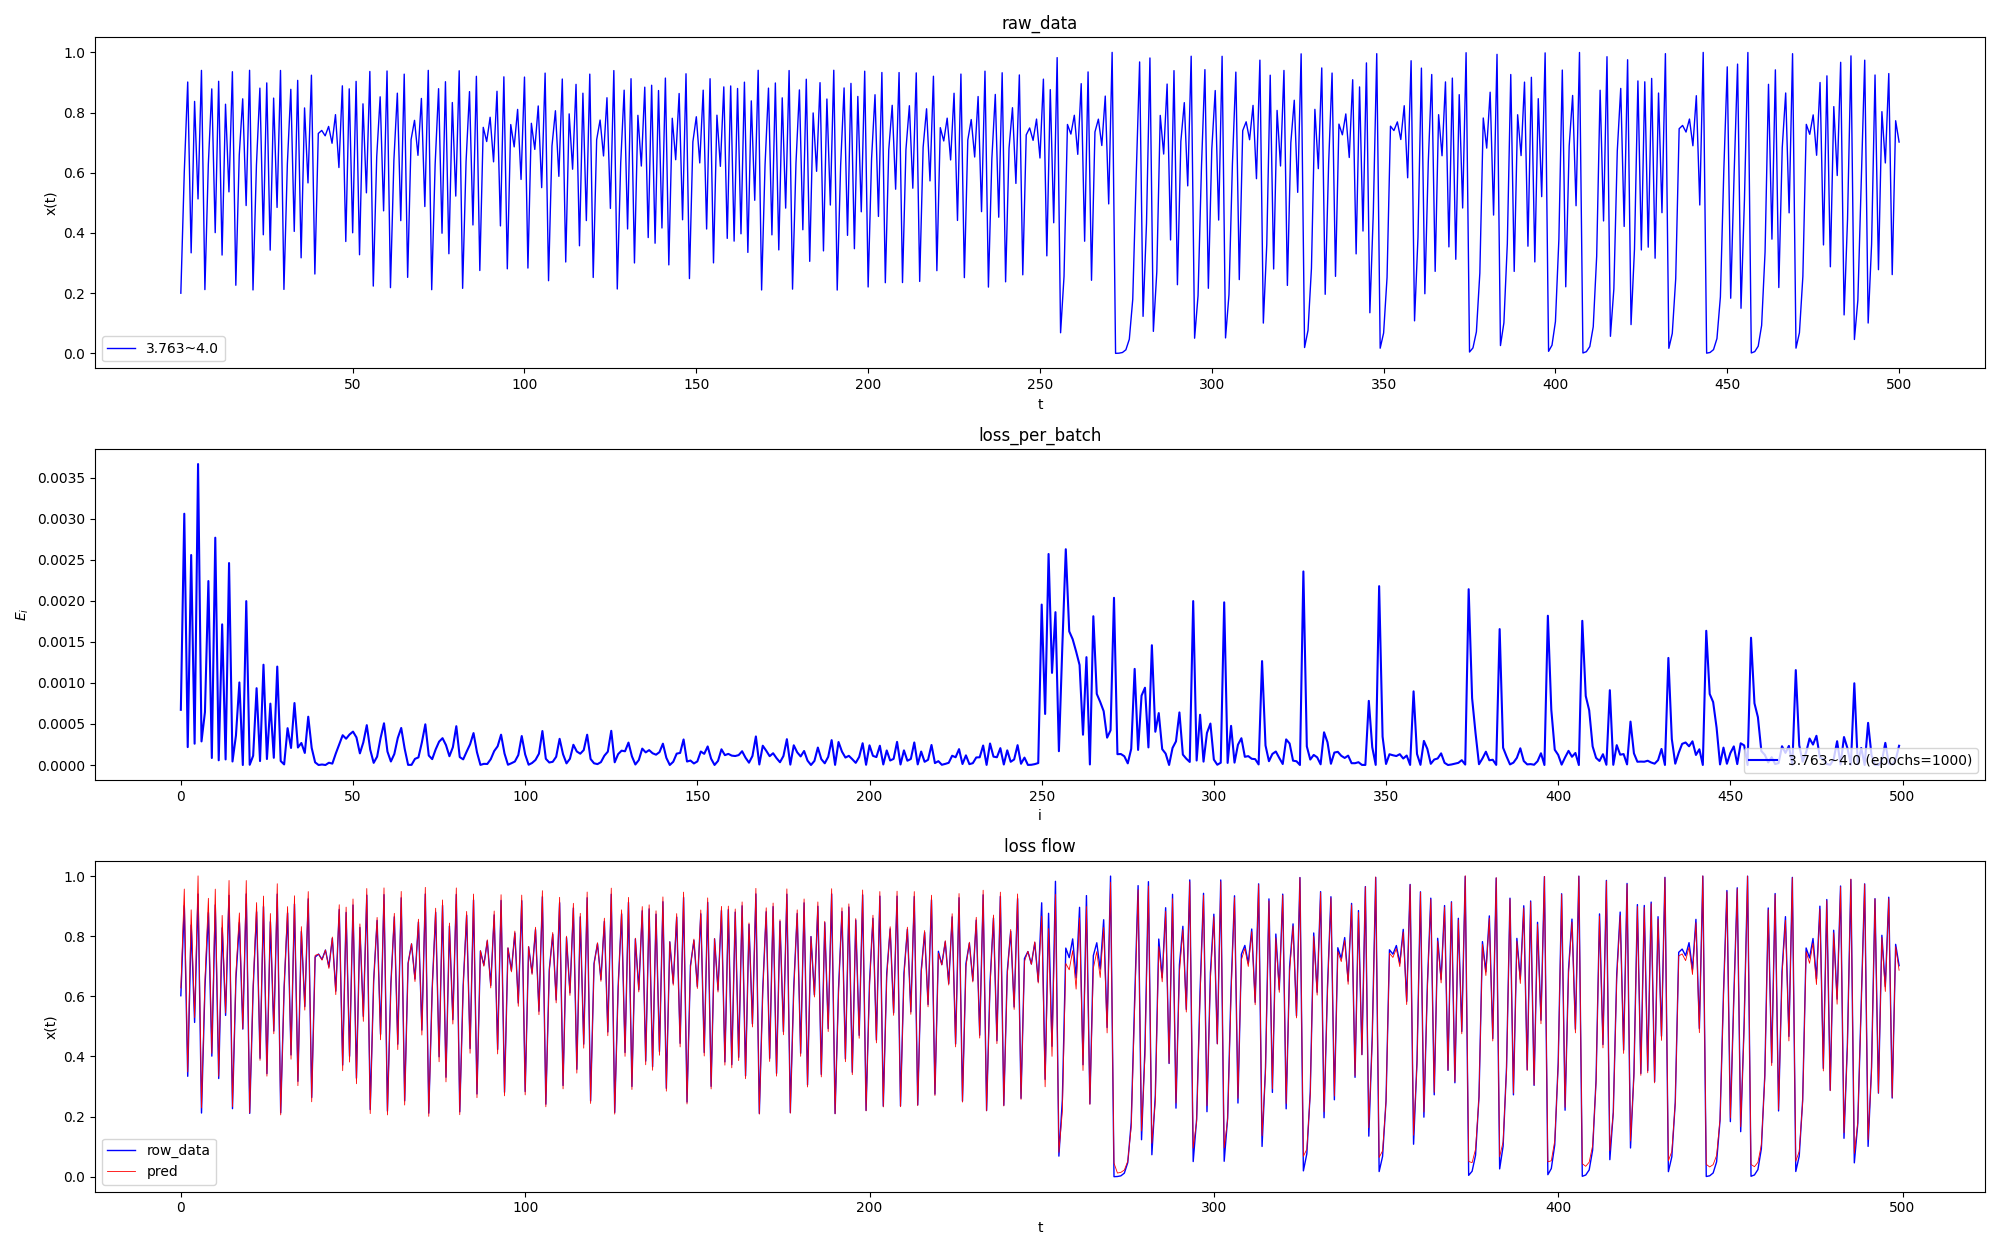 raw_data
x(t)
1.0
0.8
0.6
0.4
0.2
0.0
3.763~4.0
50 100 150 200 250 300 350 400 450 500
t
loss_per_batch
E_i
0.0035
0.0030
0.0025
0.0020
0.0015
0.0010
0.0005
0.0000
3.763~4.0 (epochs=1000)
0 50 100 150 200 250 300 350 400 450 500
i
loss flow
x(t)
1.0
0.8
0.6
0.4
0.2
0.0
row_data
pred
0 100 200 300 400 500
t